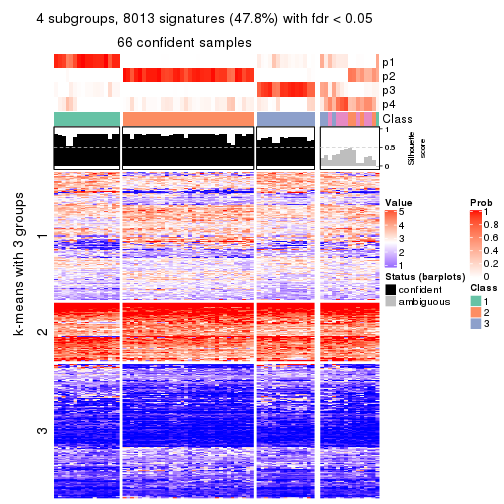 4 subgroups, 8013 signatures (47.8%) with fdr < 0.05
66 confident samples
p1
p2
p3
p4
Class
1
0.5
0
Silhouette
score
k-means with 3 groups
1
2
3
Value
5
4
3
2
1
Status (barplots)
confident
ambiguous
Prob
1
0.8
0.6
0.4
0.2
0
Class
1
2
3